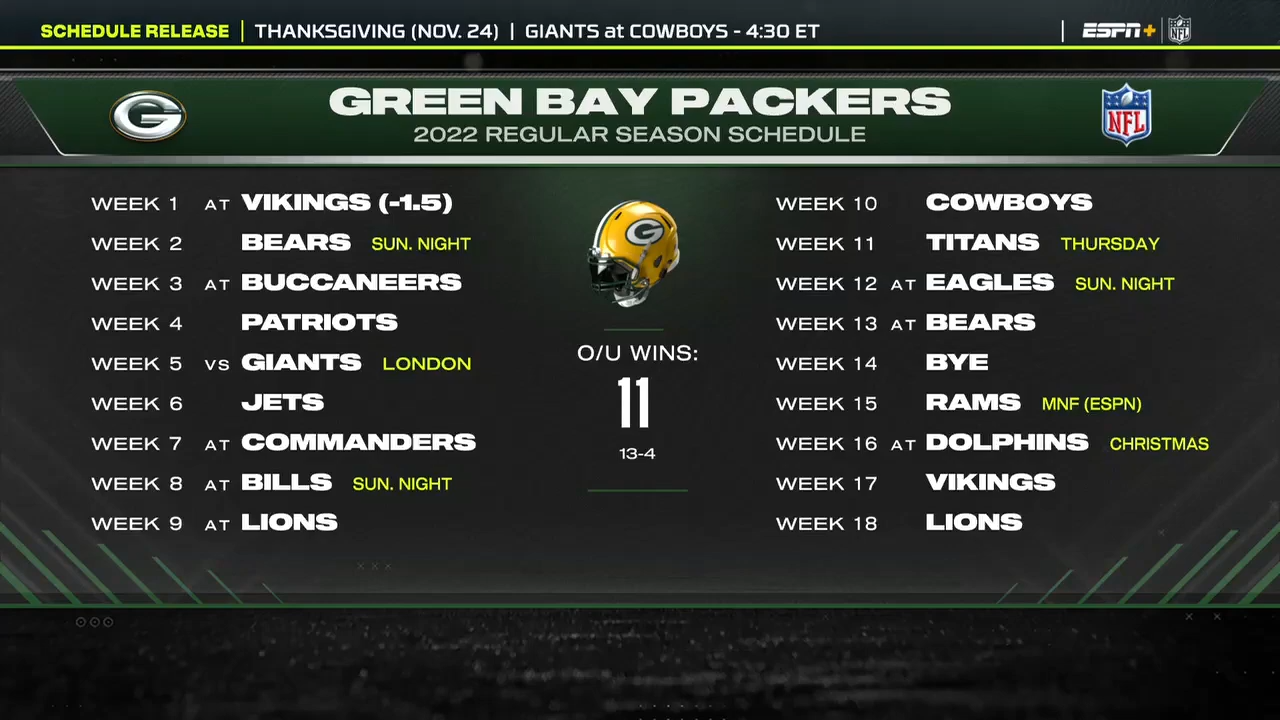 SCHEDULE RELEASE | THANKSGIVING (NOV. 24) | GIANTS at COWBOYS - 4:30 ET | ESPN+ NFL
G GREEN BAY PACKERS NFL
2022 REGULAR SEASON SCHEDULE
WEEK 1 AT VIKINGS (-1.5)
WEEK 2 BEARS SUN. NIGHT
WEEK 3 AT BUCCANEERS
WEEK 4 PATRIOTS
WEEK 5 VS GIANTS LONDON
WEEK 6 JETS
WEEK 7 AT COMMANDERS
WEEK 8 AT BILLS SUN. NIGHT
WEEK 9 AT LIONS
G
O/U WINS:
11
13-4
WEEK 10 COWBOYS
WEEK 11 TITANS THURSDAY
WEEK 12 AT EAGLES SUN. NIGHT
WEEK 13 AT BEARS
WEEK 14 BYE
WEEK 15 RAMS MNF (ESPN)
WEEK 16 AT DOLPHINS CHRISTMAS
WEEK 17 VIKINGS
WEEK 18 LIONS